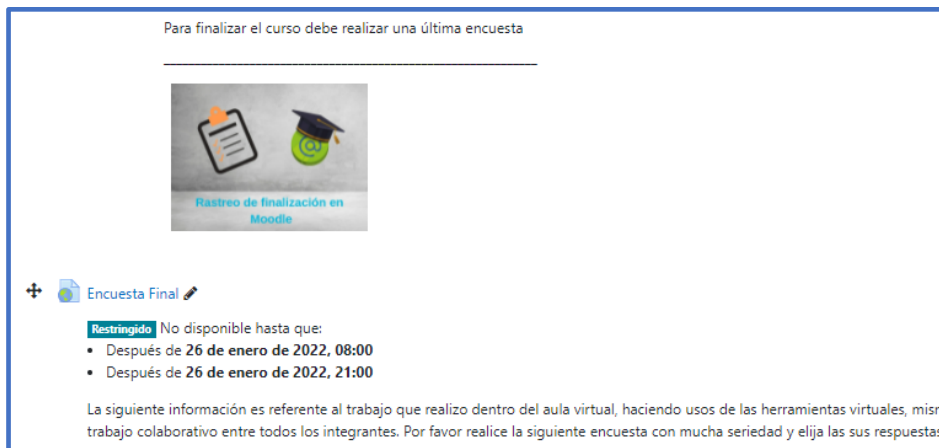 Para finalizar el curso debe realizar una última encuesta
@
Rastreo de finalización en
Moodle
Encuesta Final
Restringido No disponible hasta que:
• Después de 26 de enero de 2022, 08:00
• Después de 26 de enero de 2022, 21:00
La siguiente información es referente al trabajo que realizo dentro del aula virtual, haciendo usos de las herramientas virtuales,
trabajo colaborativo entre todos los integrantes. Por favor realice la siguiente encuesta con mucha seriedad y elija las sus respuestas